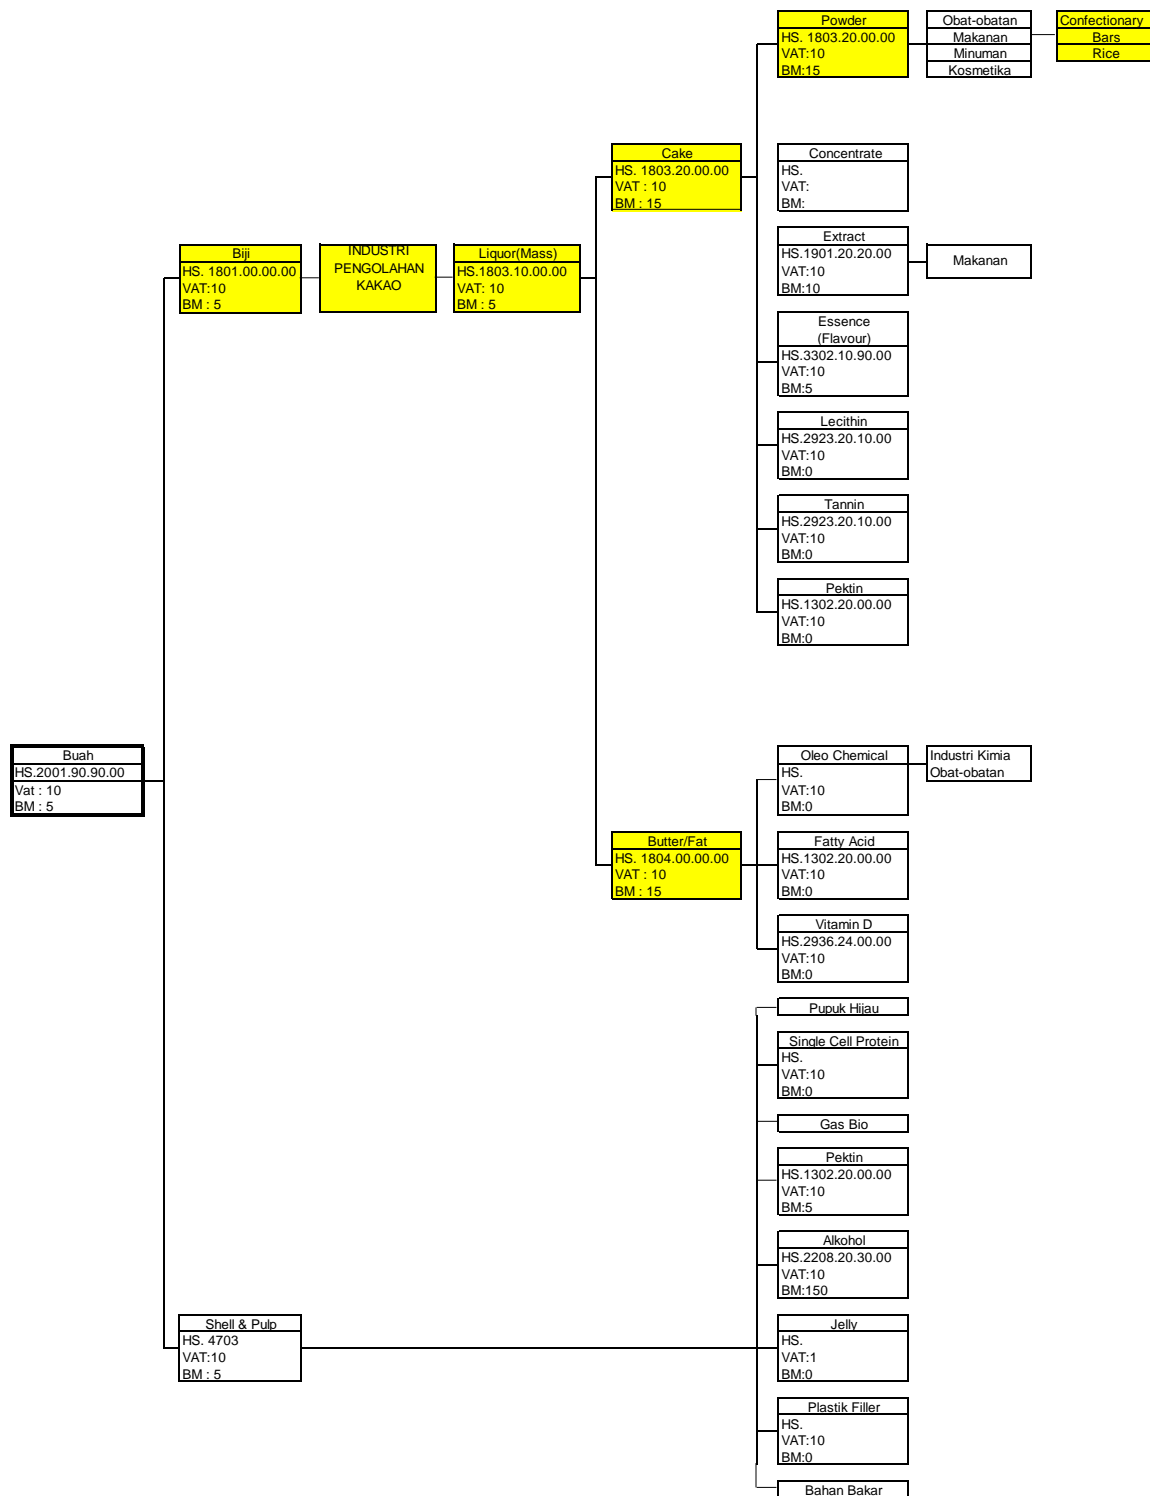 Powder
HS. 1803.20.00.00
VAT:10
BM:15
Obat-obatan
Makanan
Minuman
Kosmetika
Confectionary
Bars
Rice
Cake
HS. 1803.20.00.00
VAT : 10
BM : 15
Concentrate
HS.
VAT:
BM:
Extract
HS.1901.20.20.00
VAT:10
BM:10
Makanan
Biji
HS. 1801.00.00.00
VAT:10
BM : 5
INDUSTRI
PENGOLAHAN
KAKAO
Liquor(Mass)
HS.1803.10.00.00
VAT: 10
BM : 5
Essence
(Flavour)
HS.3302.10.90.00
VAT:10
BM:5
Lecithin
HS.2923.20.10.00
VAT:10
BM:0
Tannin
HS.2923.20.10.00
VAT:10
BM:0
Pektin
HS.1302.20.00.00
VAT:10
BM:0
Buah
HS.2001.90.90.00
Vat : 10
BM : 5
Oleo Chemical
HS.
VAT:10
BM:0
Industri Kimia
Obat-obatan
Butter/Fat
HS. 1804.00.00.00
VAT : 10
BM : 15
Fatty Acid
HS.1302.20.00.00
VAT:10
BM:0
Vitamin D
HS.2936.24.00.00
VAT:10
BM:0
Pupuk Hijau
Single Cell Protein
HS.
VAT:10
BM:0
Gas Bio
Pektin
HS.1302.20.00.00
VAT:10
BM:5
Alkohol
HS.2208.20.30.00
VAT:10
BM:150
Shell & Pulp
HS. 4703
VAT:10
BM : 5
Jelly
HS.
VAT:1
BM:0
Plastik Filler
HS.
VAT:10
BM:0
Bahan Bakar